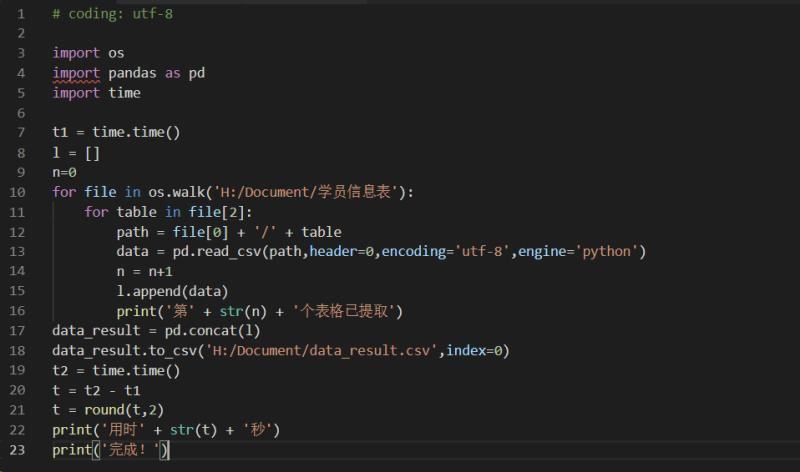 1 # coding: utf-8
2
3 import os
4 import pandas as pd
5 import time
6
7 t1 = time.time()
8 l = []
9 n=0
10 for file in os.walk('H:/Document/学员信息表'):
11     for table in file[2]:
12         path = file[0] + '/' + table
13         data = pd.read_csv(path,header=0,encoding='utf-8',engine='python')
14         n = n+1
15         l.append(data)
16         print('第' + str(n) + '个表格已提取')
17 data_result = pd.concat(l)
18 data_result.to_csv('H:/Document/data_result.csv',index=0)
19 t2 = time.time()
20 t = t2 - t1
21 t = round(t,2)
22 print('用时' + str(t) + '秒')
23 print('完成！')